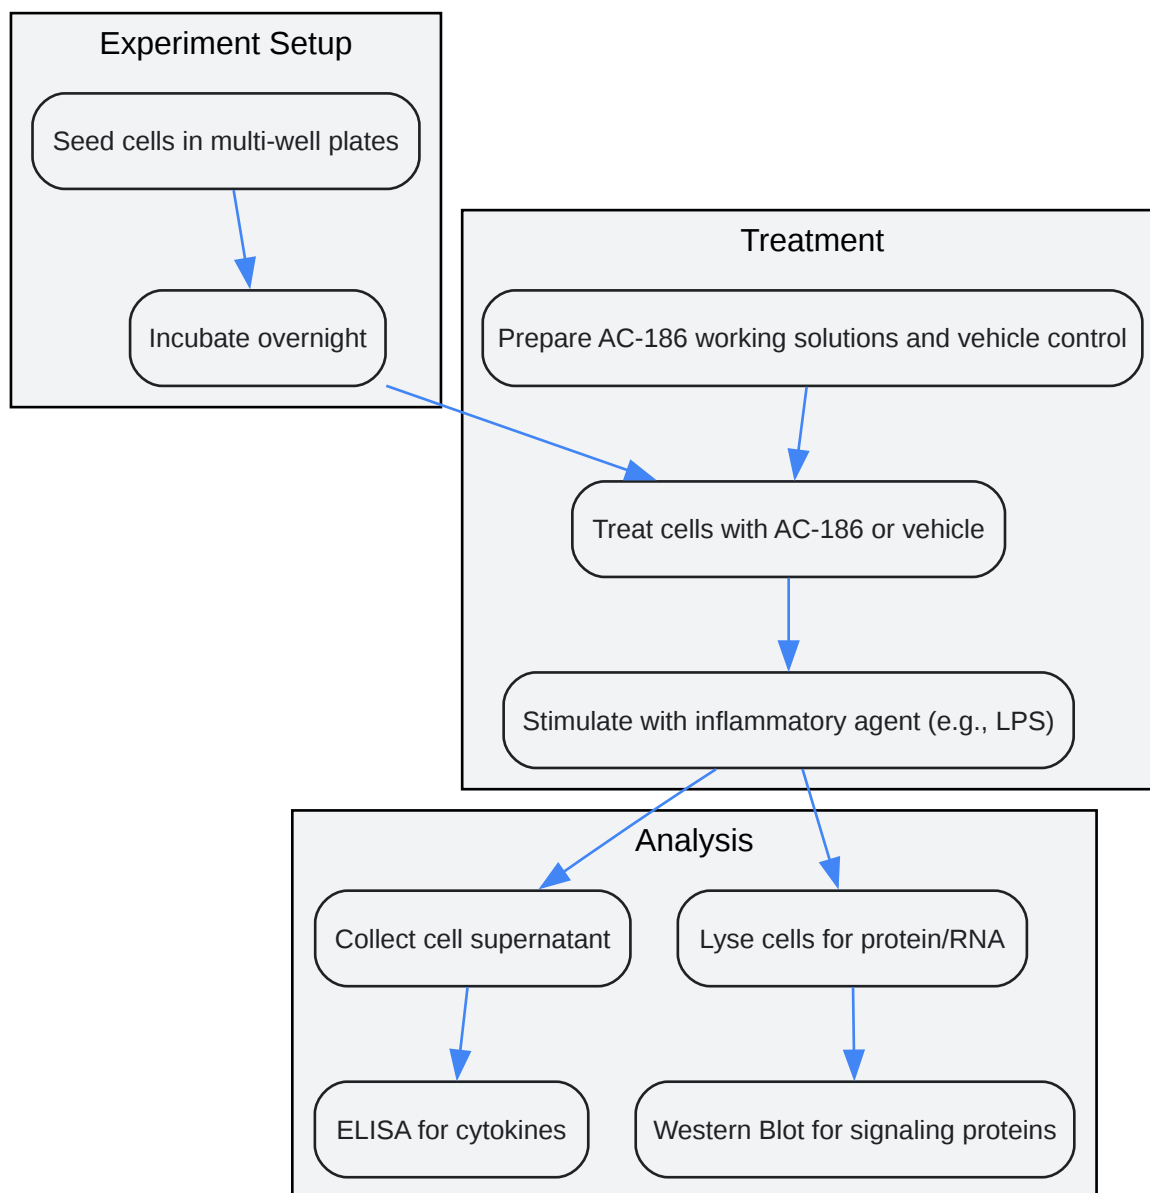 Experiment Setup
Seed cells in multi-well plates
Incubate overnight
Treatment
Prepare AC-186 working solutions and vehicle control
Treat cells with AC-186 or vehicle
Stimulate with inflammatory agent (e.g., LPS)
Analysis
Collect cell supernatant
Lyse cells for protein/RNA
ELISA for cytokines
Western Blot for signaling proteins